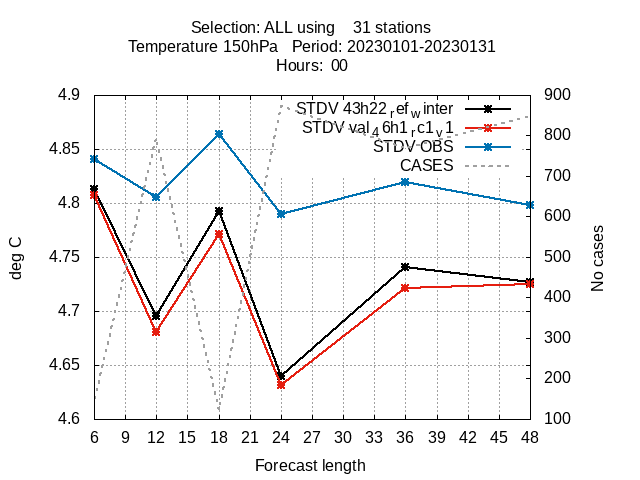 Selection: ALL using    31 stations
Temperature 150hPa   Period: 20230101-20230131
Hours:  00
4.9
4.85
4.8
4.75
4.7
4.65
4.6
deg C
STDV 43h22ref winter
STDV val46h1rc1v1
STDV OBS
CASES
900
800
700
600
500
400
300
200
100
No cases
6 9 12 15 18 21 24 27 30 33 36 39 42 45 48
Forecast length